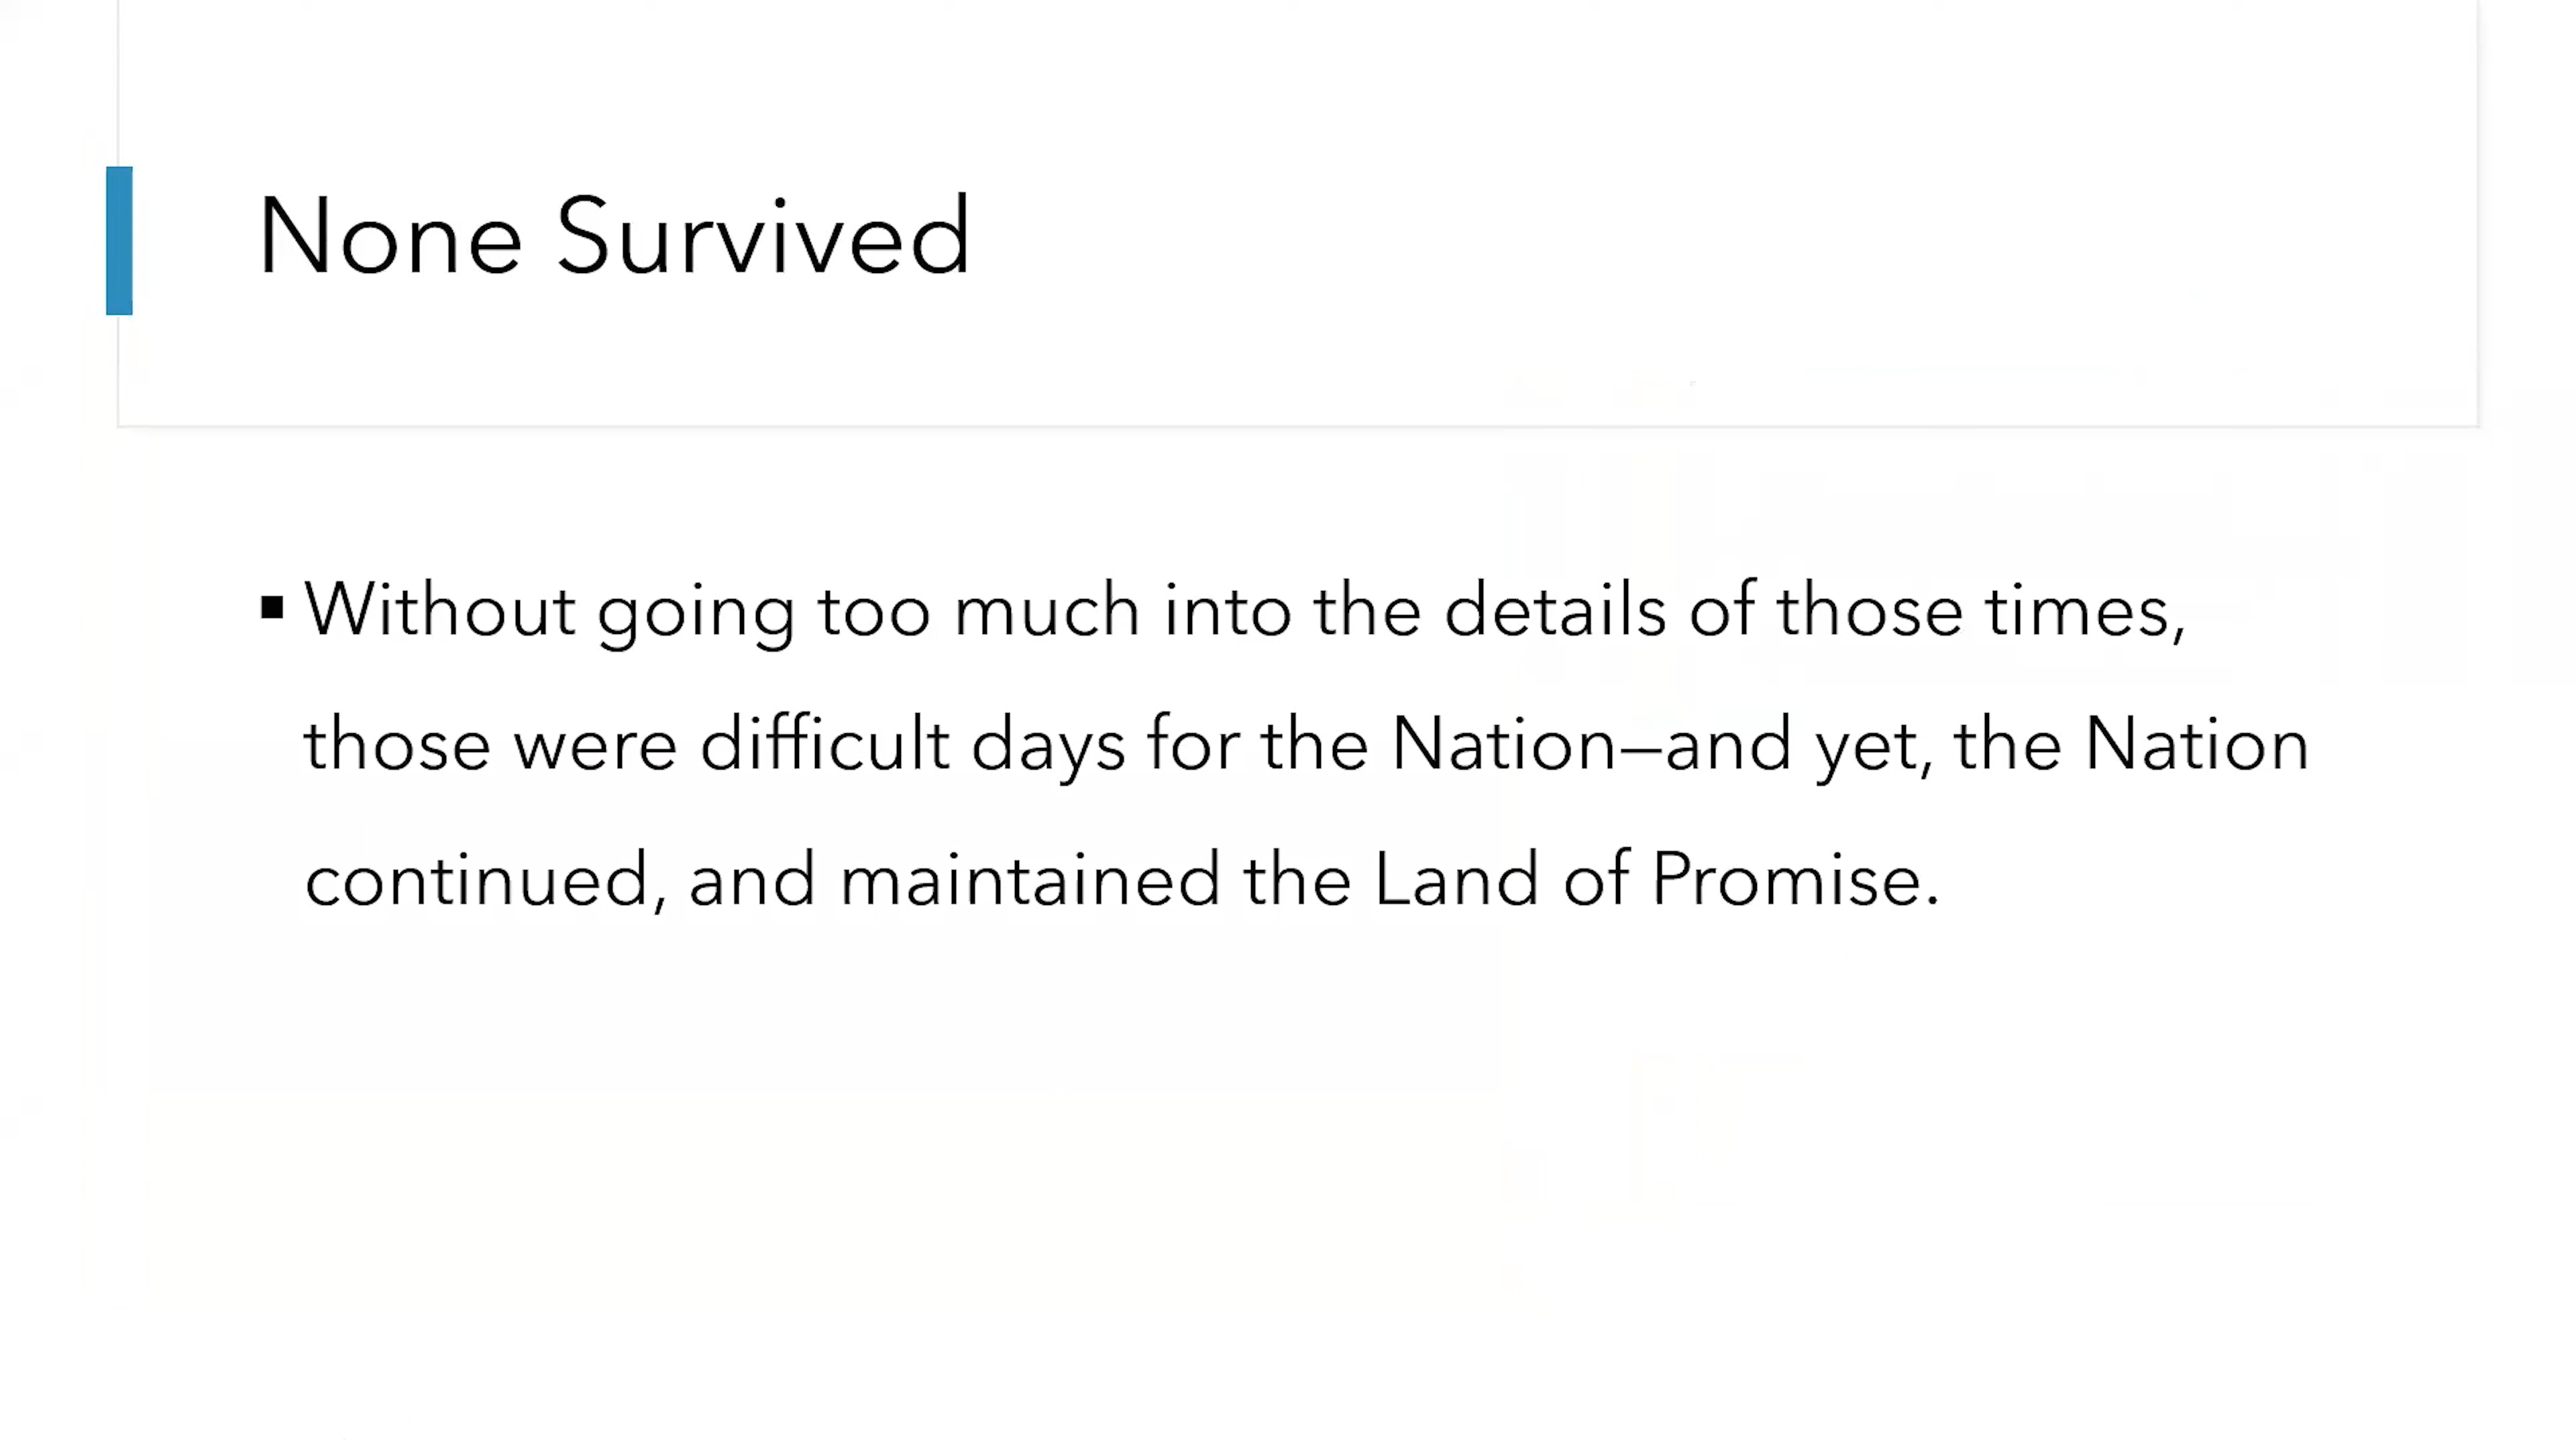 None Survived
▪ Without going too much into the details of those times,
those were difficult days for the Nation—and yet, the Nation
continued, and maintained the Land of Promise.